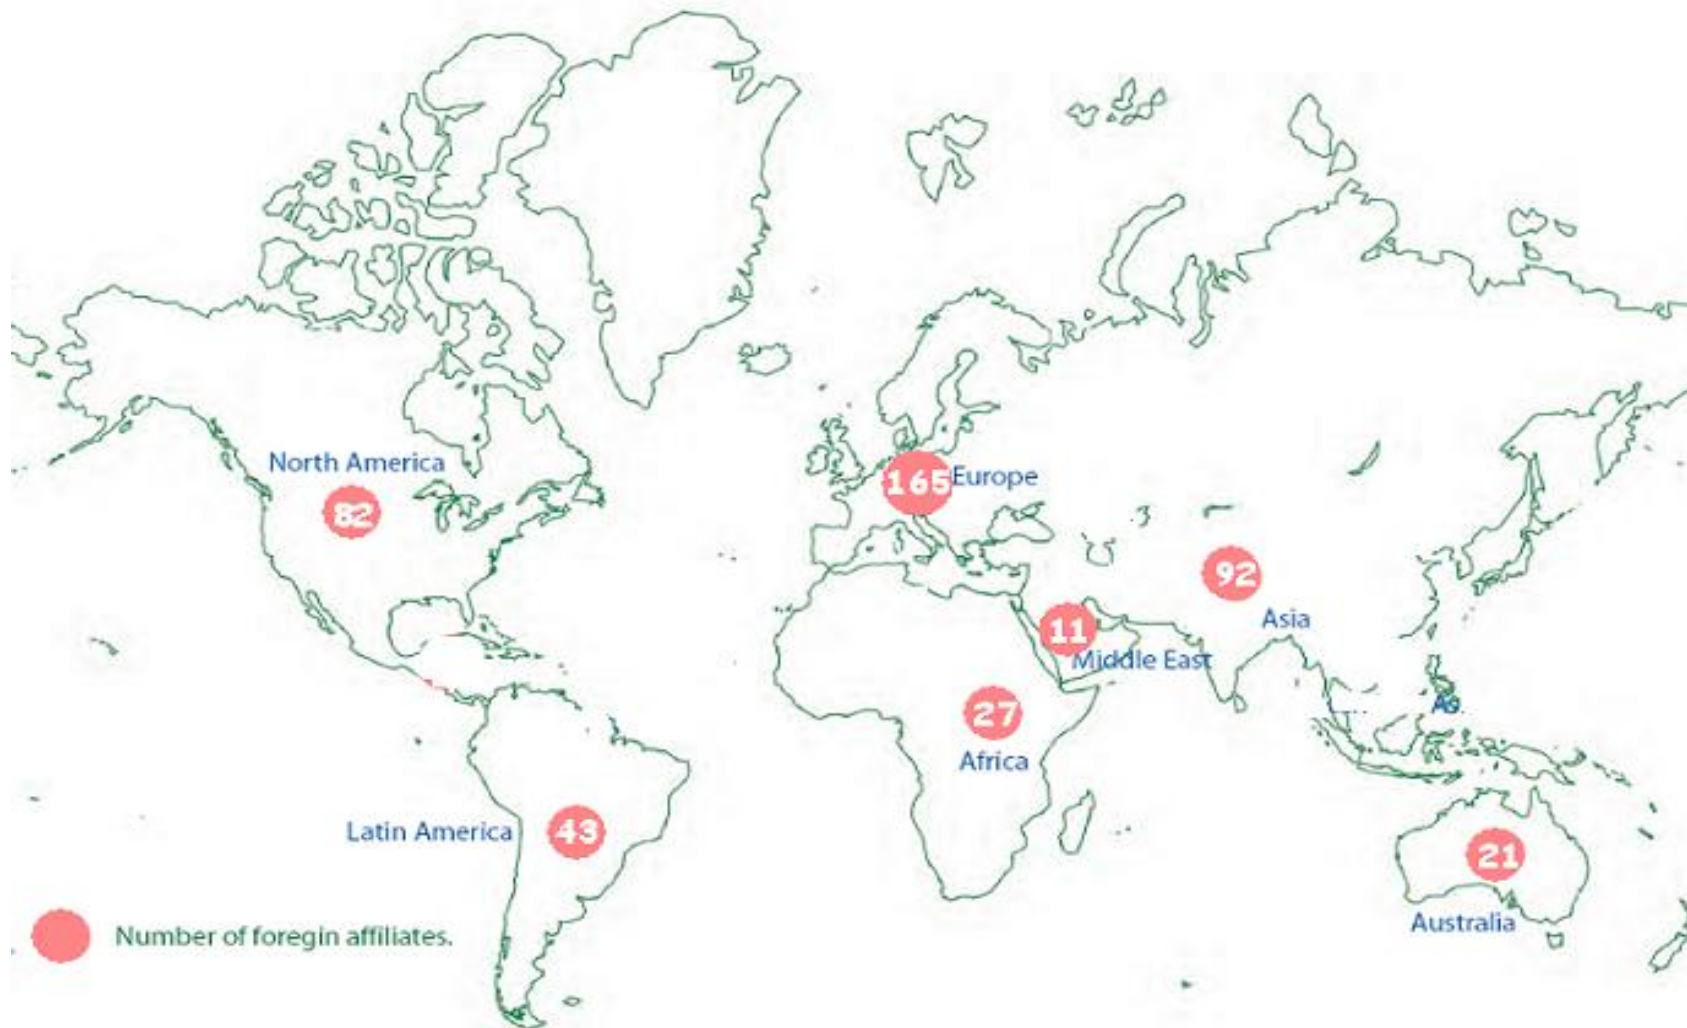 North America
82
165
Europe
92
Asia
11
Middle East
27
Africa
As
Latin America
43
21
Australia
Number of foregin affiliates.